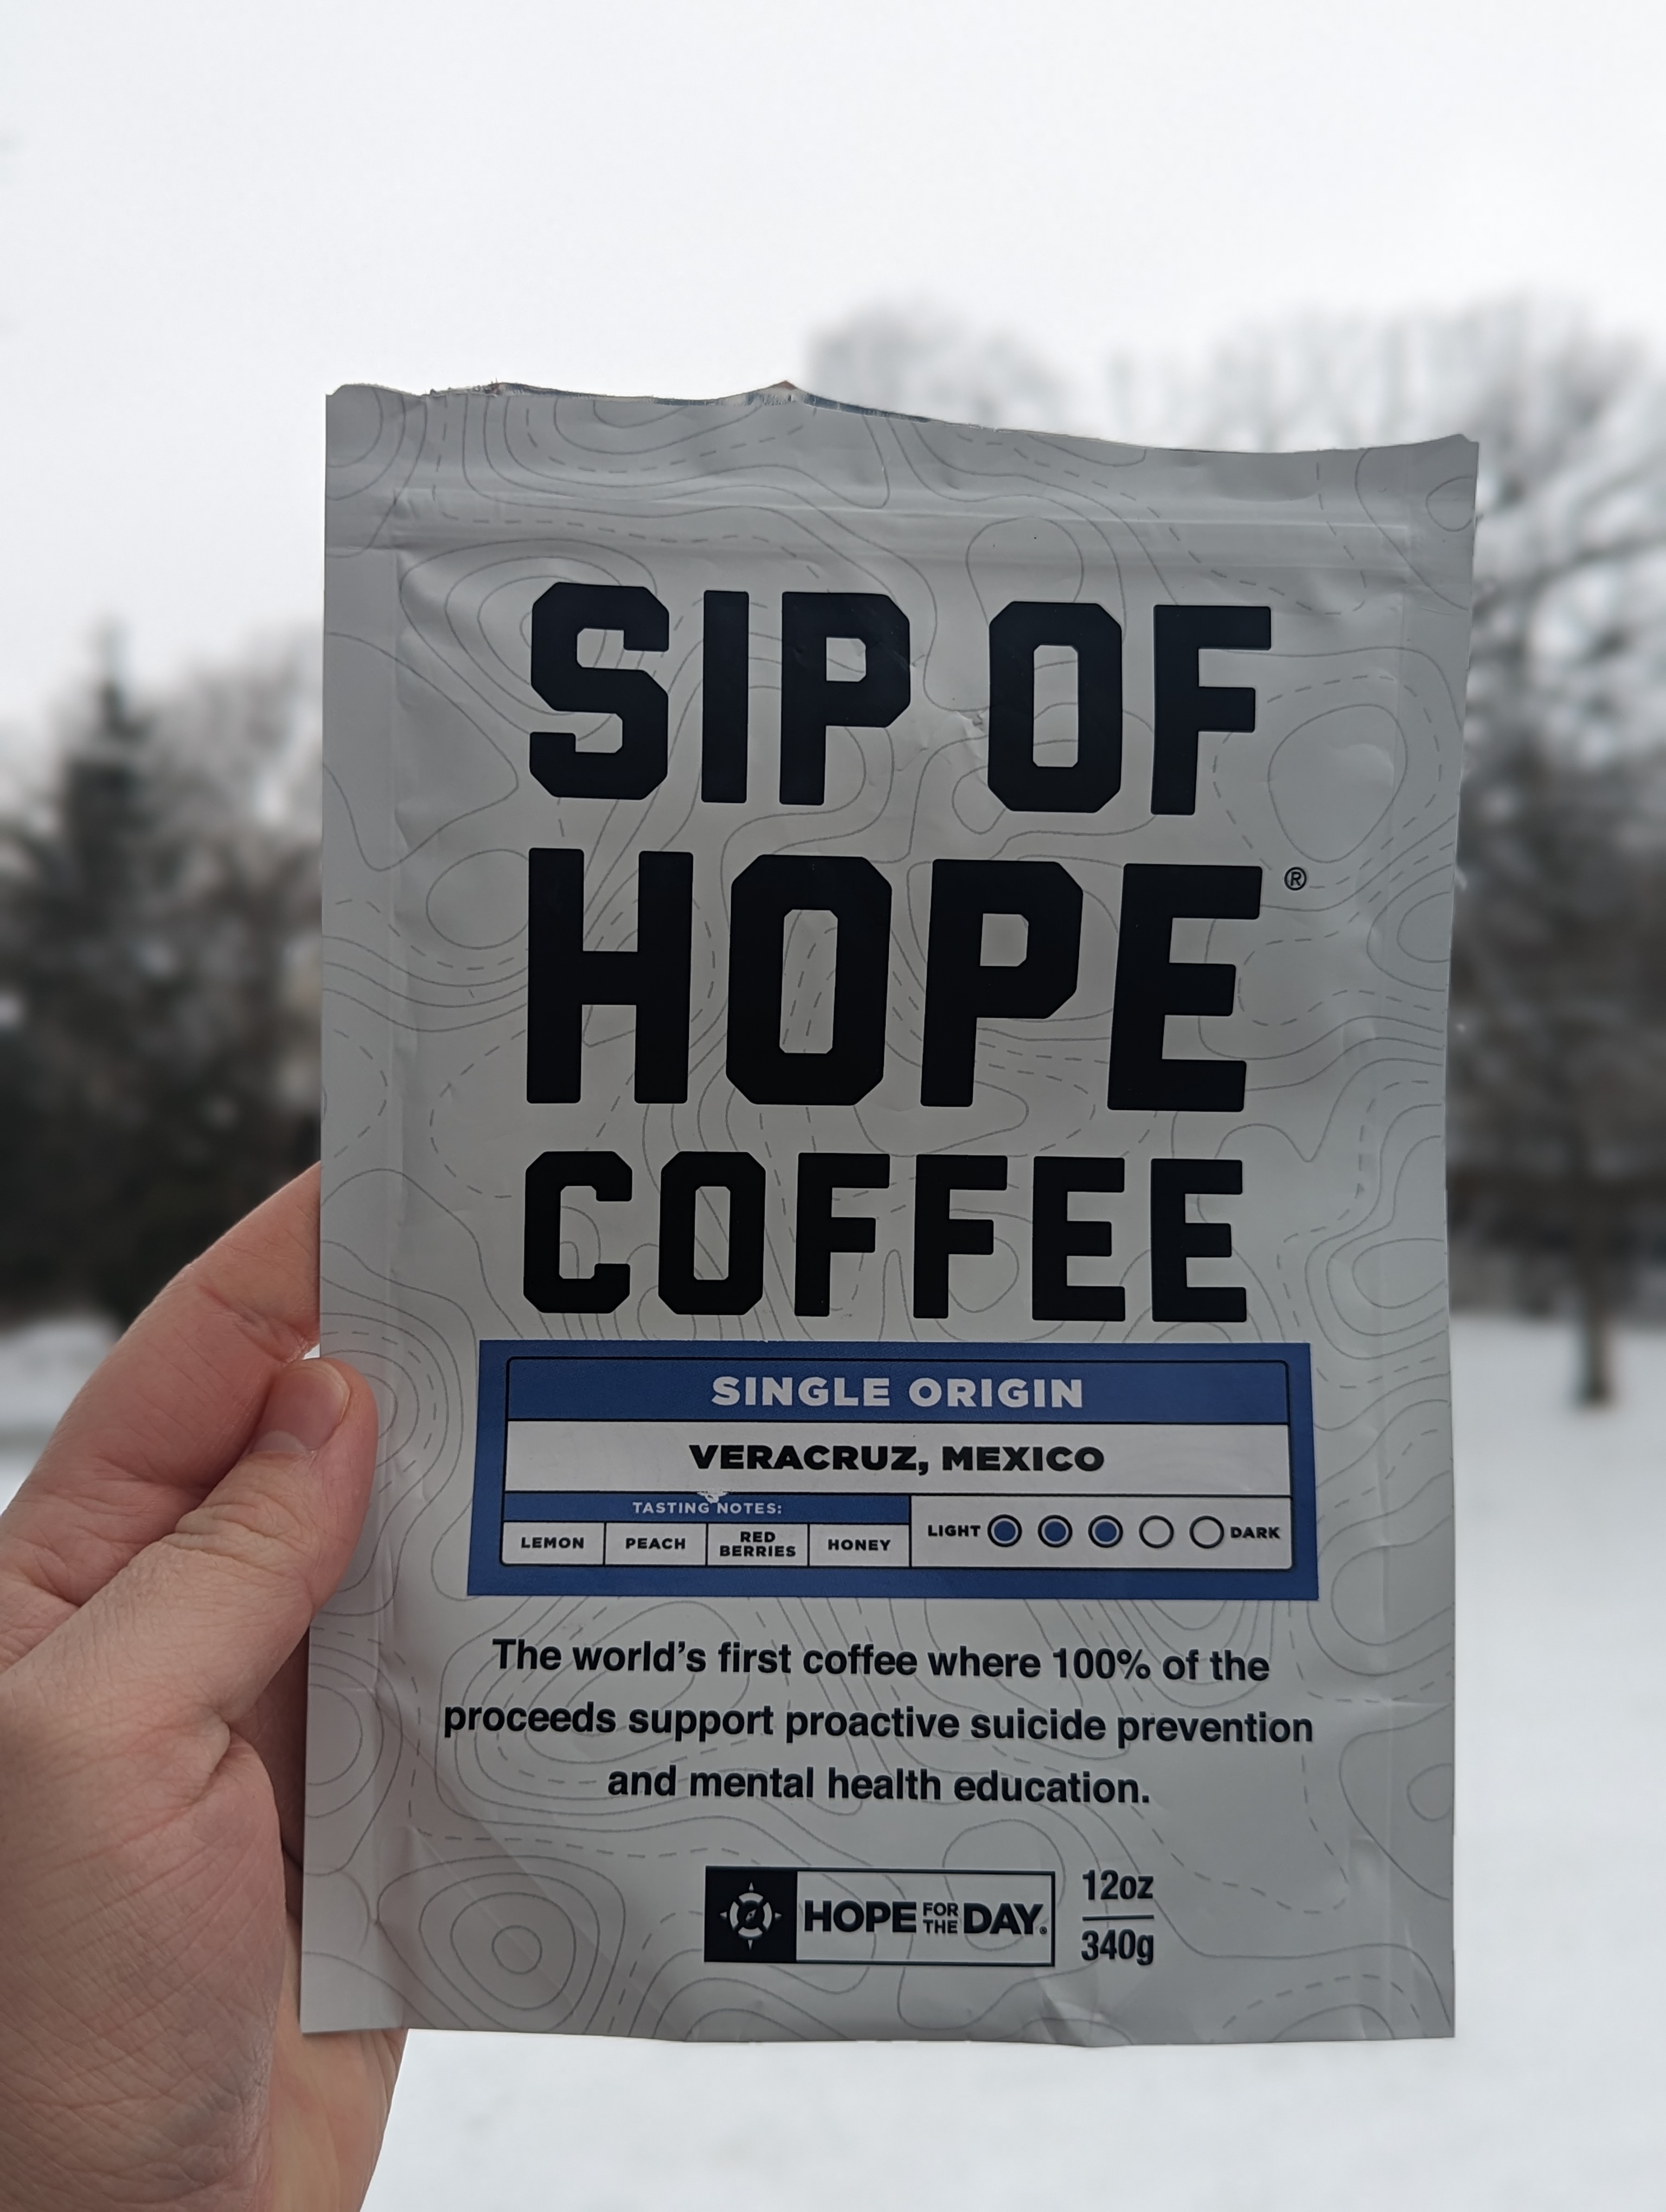 SIP OF
HOPE®
COFFEE
SINGLE ORIGIN
VERACRUZ, MEXICO
TASTING NOTES:
LEMON PEACH RED BERRIES HONEY
LIGHT DARK
The world's first coffee where 100% of the
proceeds support proactive suicide prevention
and mental health education.
HOPE FOR THE DAY.
12oz
340g